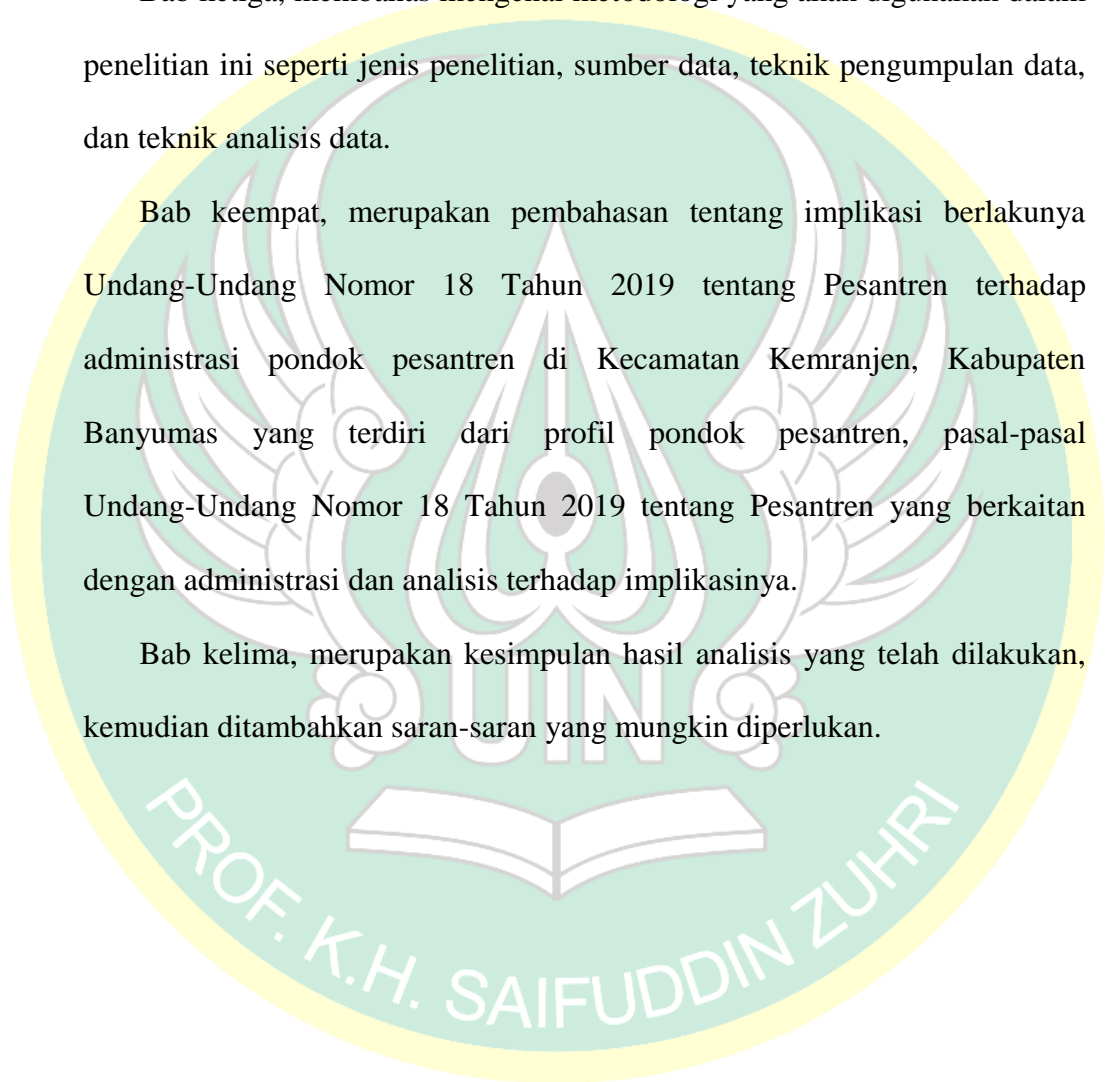 penelitian ini seperti jenis penelitian, sumber data, teknik pengumpulan data,
dan teknik analisis data.
Bab keempat, merupakan pembahasan tentang implikasi berlakunya
Undang-Undang Nomor 18 Tahun 2019 tentang Pesantren terhadap
administrasi pondok pesantren di Kecamatan Kemranjen, Kabupaten
Banyumas yang terdiri dari profil pondok pesantren, pasal-pasal
Undang-Undang Nomor 18 Tahun 2019 tentang Pesantren yang berkaitan
dengan administrasi dan analisis terhadap implikasinya.
Bab kelima, merupakan kesimpulan hasil analisis yang telah dilakukan,
kemudian ditambahkan saran-saran yang mungkin diperlukan.
UIN
PROF. K.H. SAIFUDDIN ZUHRI